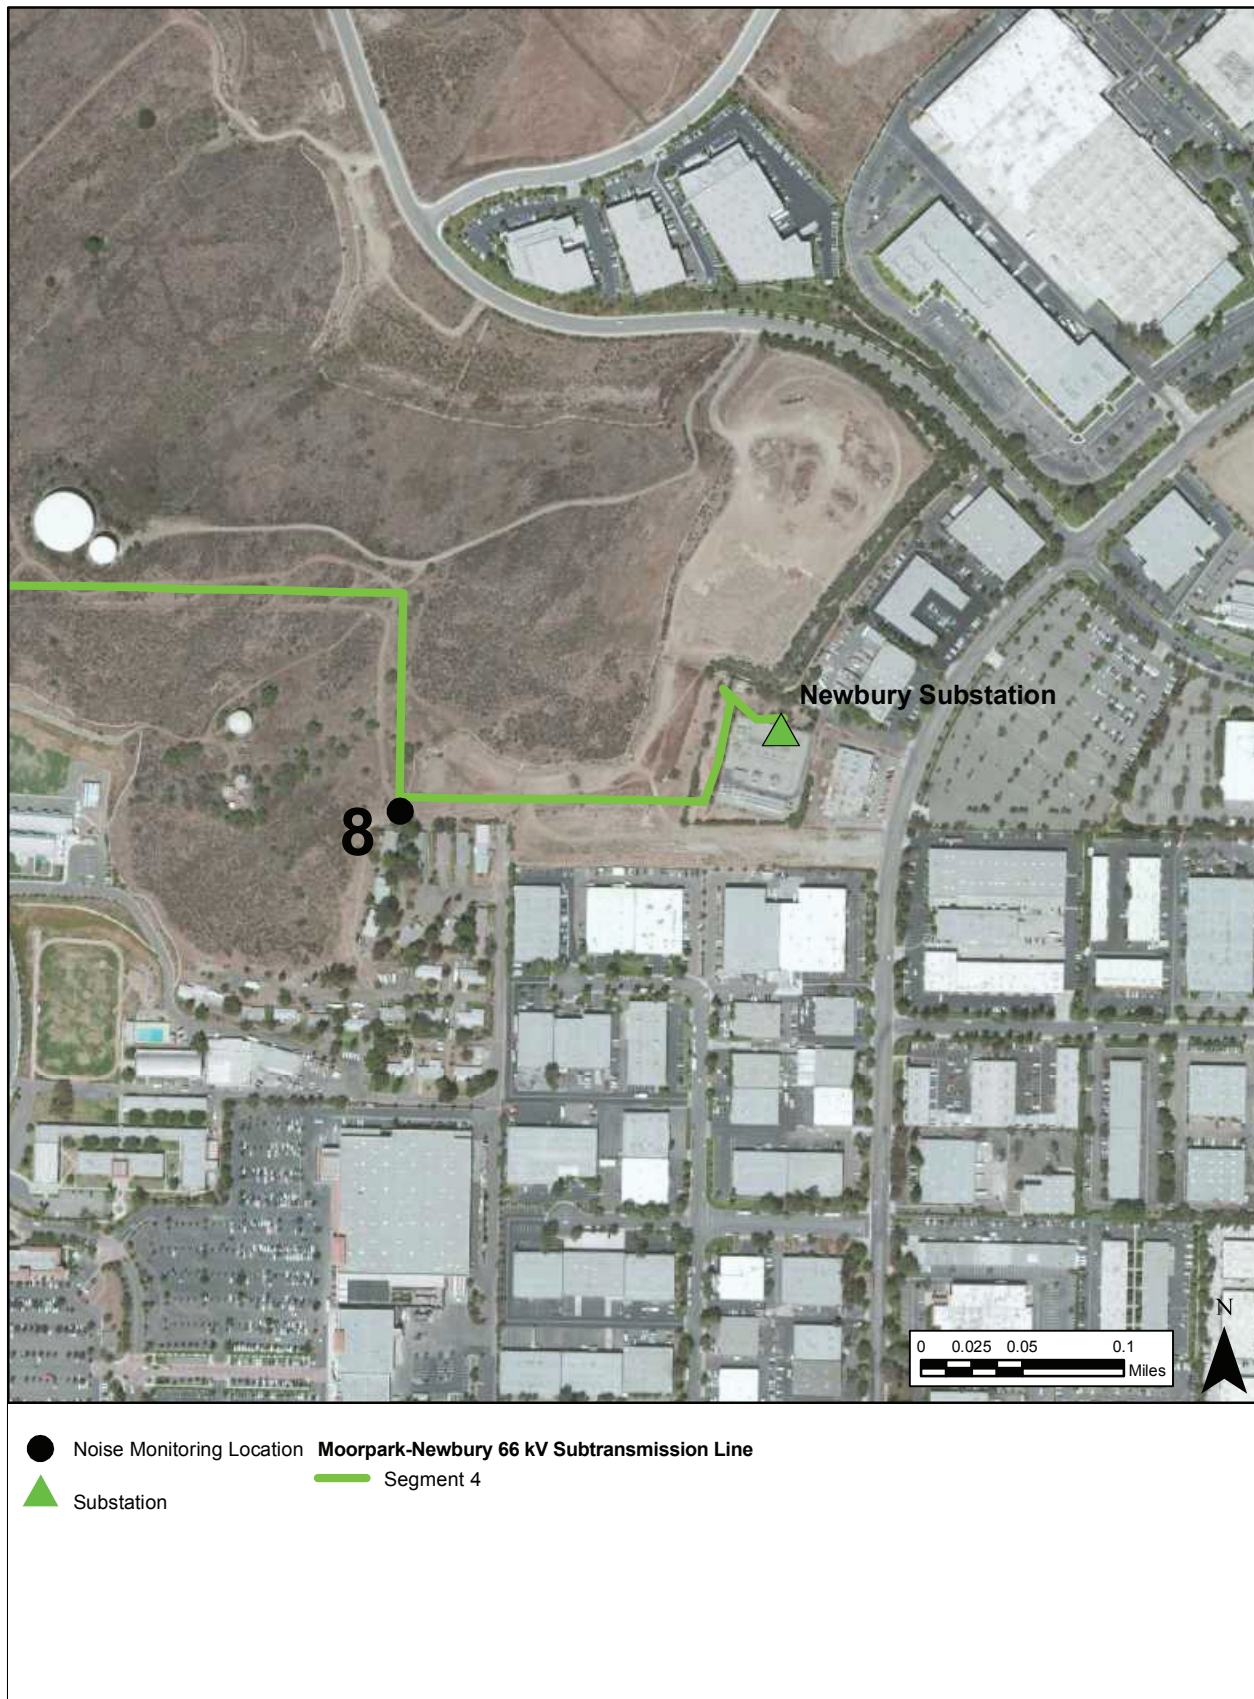 Newbury Substation
8
N
0 0.025 0.05 0.1
Miles
Noise Monitoring Location
Moorpark-Newbury 66 kV Subtransmission Line
Segment 4
Substation